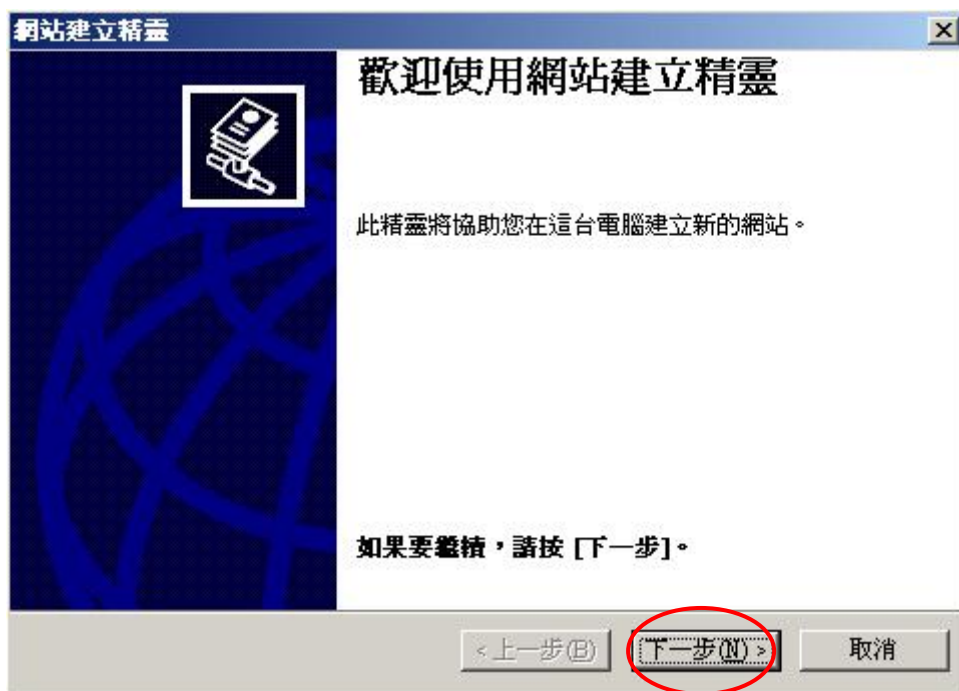 網站建立精靈
歡迎使用網站建立精靈
此精靈將協助您在這台電腦建立新的網站。
如果要繼續，請按 [下一步]。
< 上一步(B)
下一步(N) >
取消